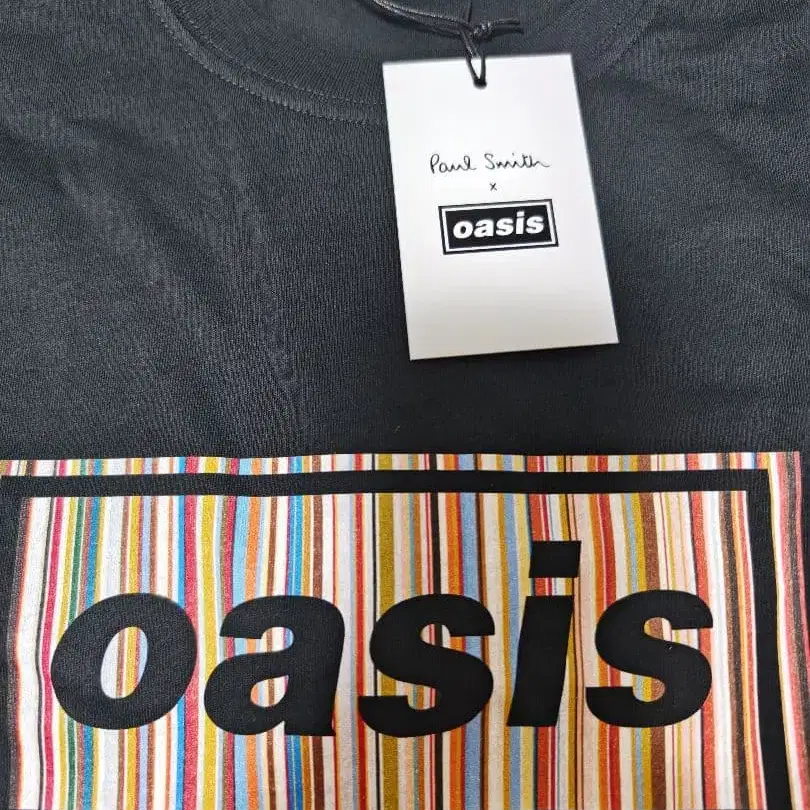 Paul Smith
x
oasis
oasis